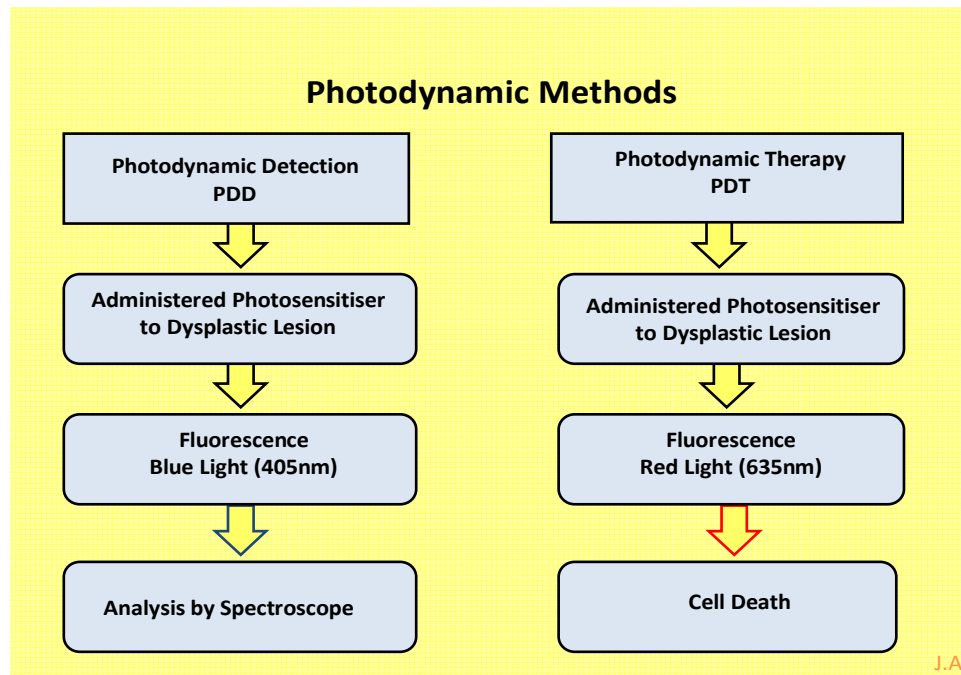 Photodynamic Methods
Photodynamic Detection
PDD
Administered Photosensitiser
to Dysplastic Lesion
Fluorescence
Blue Light (405nm)
Analysis by Spectroscope
Photodynamic Therapy
PDT
Administered Photosensitiser
to Dysplastic Lesion
Fluorescence
Red Light (635nm)
Cell Death
J.A